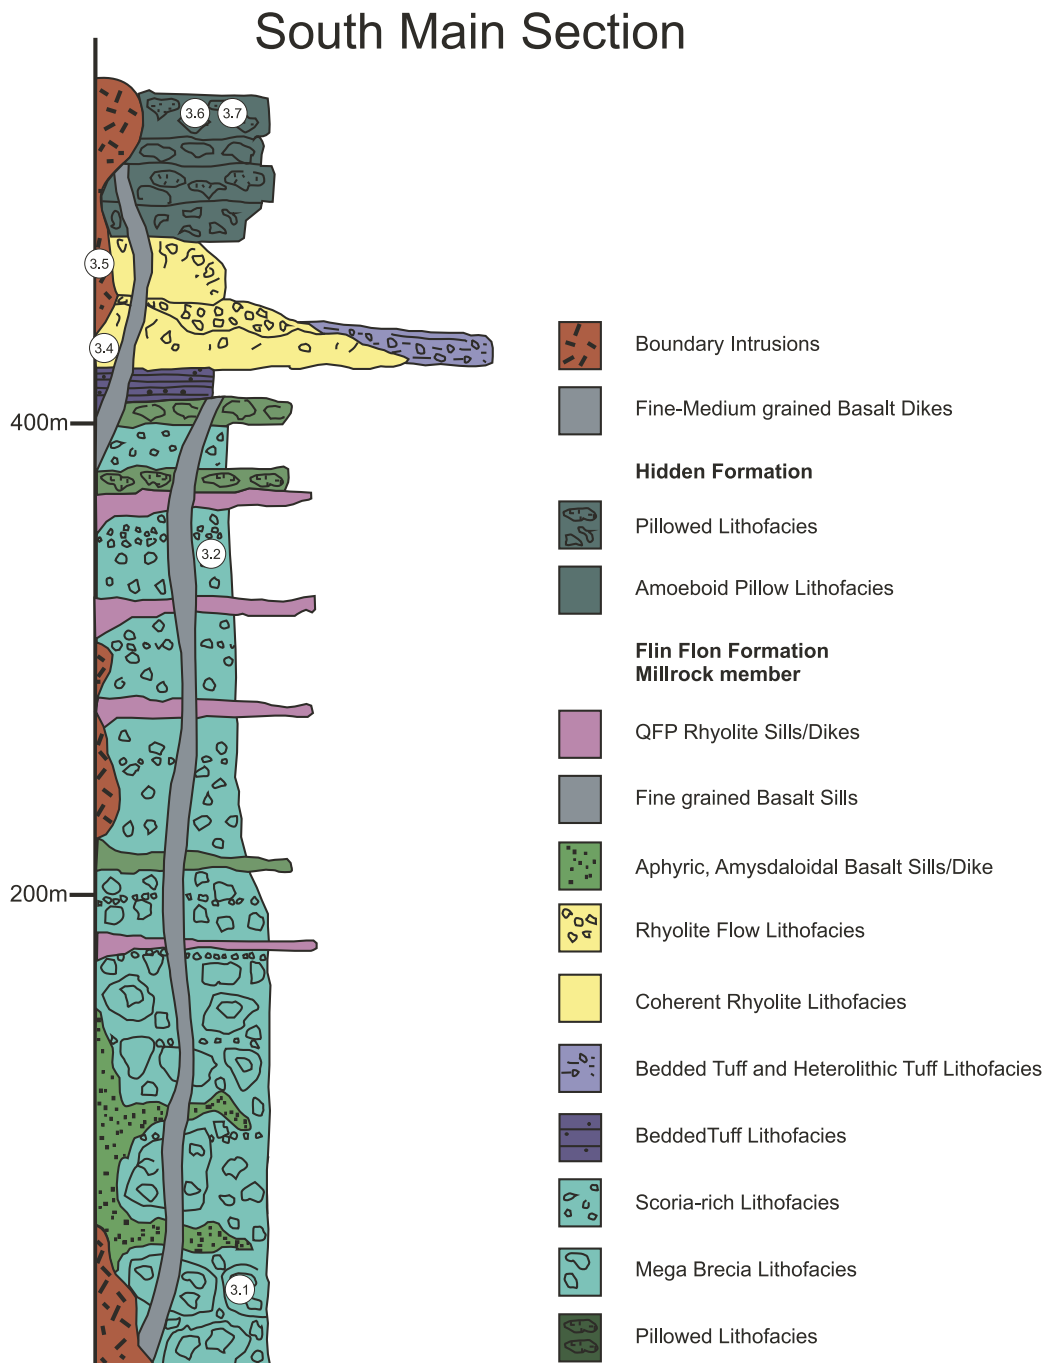 South Main Section
3.6
3.7
3.5
3.4
400m
3.2
200m
3.1
Boundary Intrusions
Fine-Medium grained Basalt Dikes
Hidden Formation
Pillowed Lithofacies
Amoeboid Pillow Lithofacies
Flin Flon Formation
Millrock member
QFP Rhyolite Sills/Dikes
Fine grained Basalt Sills
Aphyric, Amysdaloidal Basalt Sills/Dike
Rhyolite Flow Lithofacies
Coherent Rhyolite Lithofacies
Bedded Tuff and Heterolithic Tuff Lithofacies
BeddedTuff Lithofacies
Scoria-rich Lithofacies
Mega Brecia Lithofacies
Pillowed Lithofacies